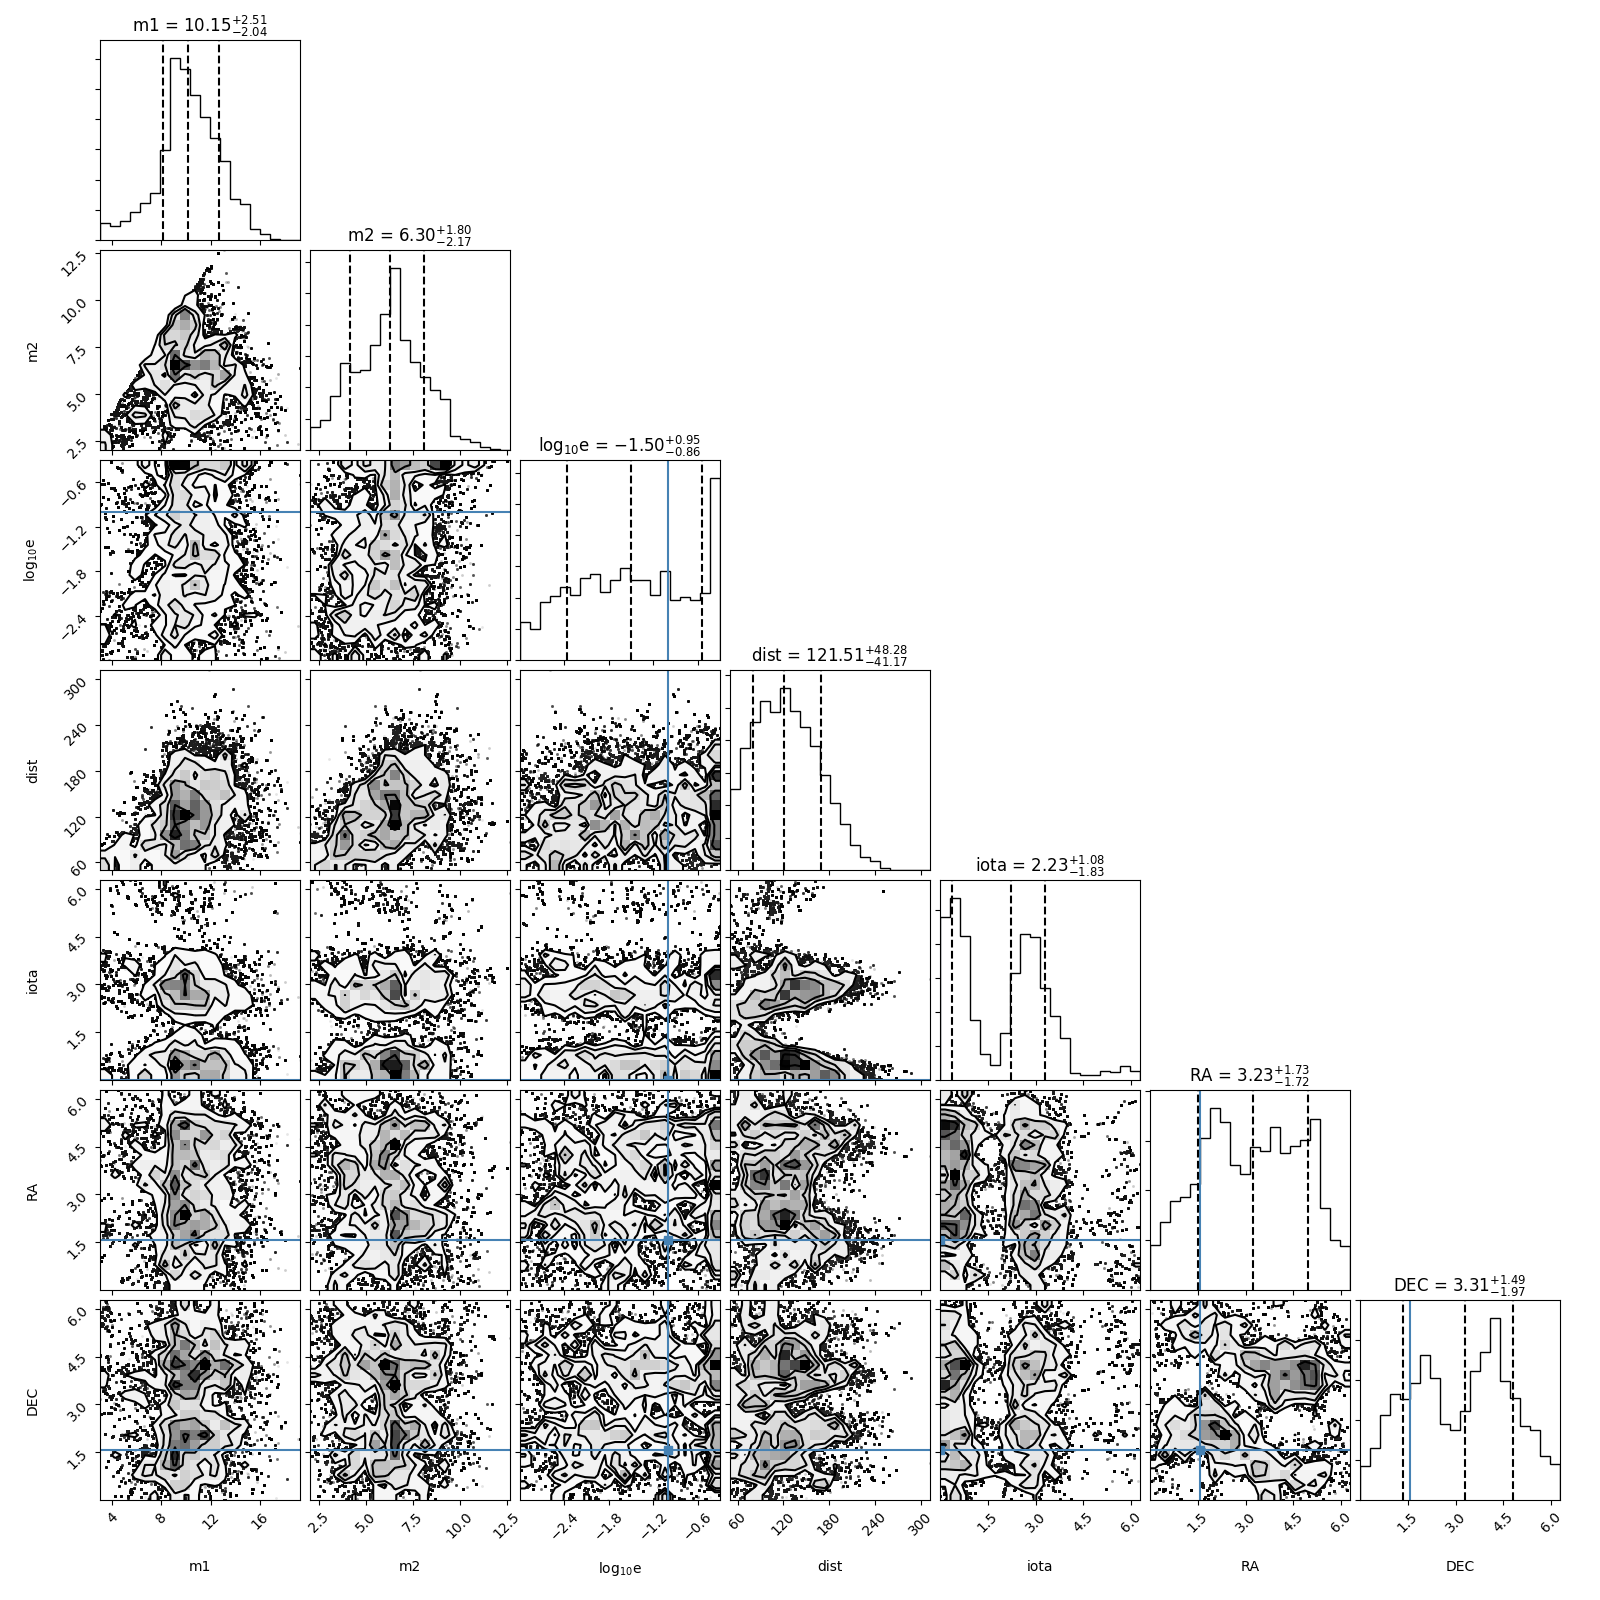 m1 = 10.15+2.51−2.04
m2 = 6.30+1.80−2.17
log10e = −1.50+0.95−0.86
dist = 121.51+48.28−41.17
iota = 2.23+1.08−1.83
RA = 3.23+1.73−1.72
DEC = 3.31+1.49−1.97
m2
12.5
10.0
7.5
5.0
2.5
log10e
−0.6
−1.2
−1.8
−2.4
dist
300
240
180
120
60
iota
6.0
4.5
3.0
1.5
RA
6.0
4.5
3.0
1.5
DEC
6.0
4.5
3.0
1.5
4 8 12 16
2.5 5.0 7.5 10.0 12.5
−2.4 −1.8 −1.2 −0.6
60 120 180 240 300
1.5 3.0 4.5 6.0
1.5 3.0 4.5 6.0
1.5 3.0 4.5 6.0
m1 m2 log10e dist iota RA DEC